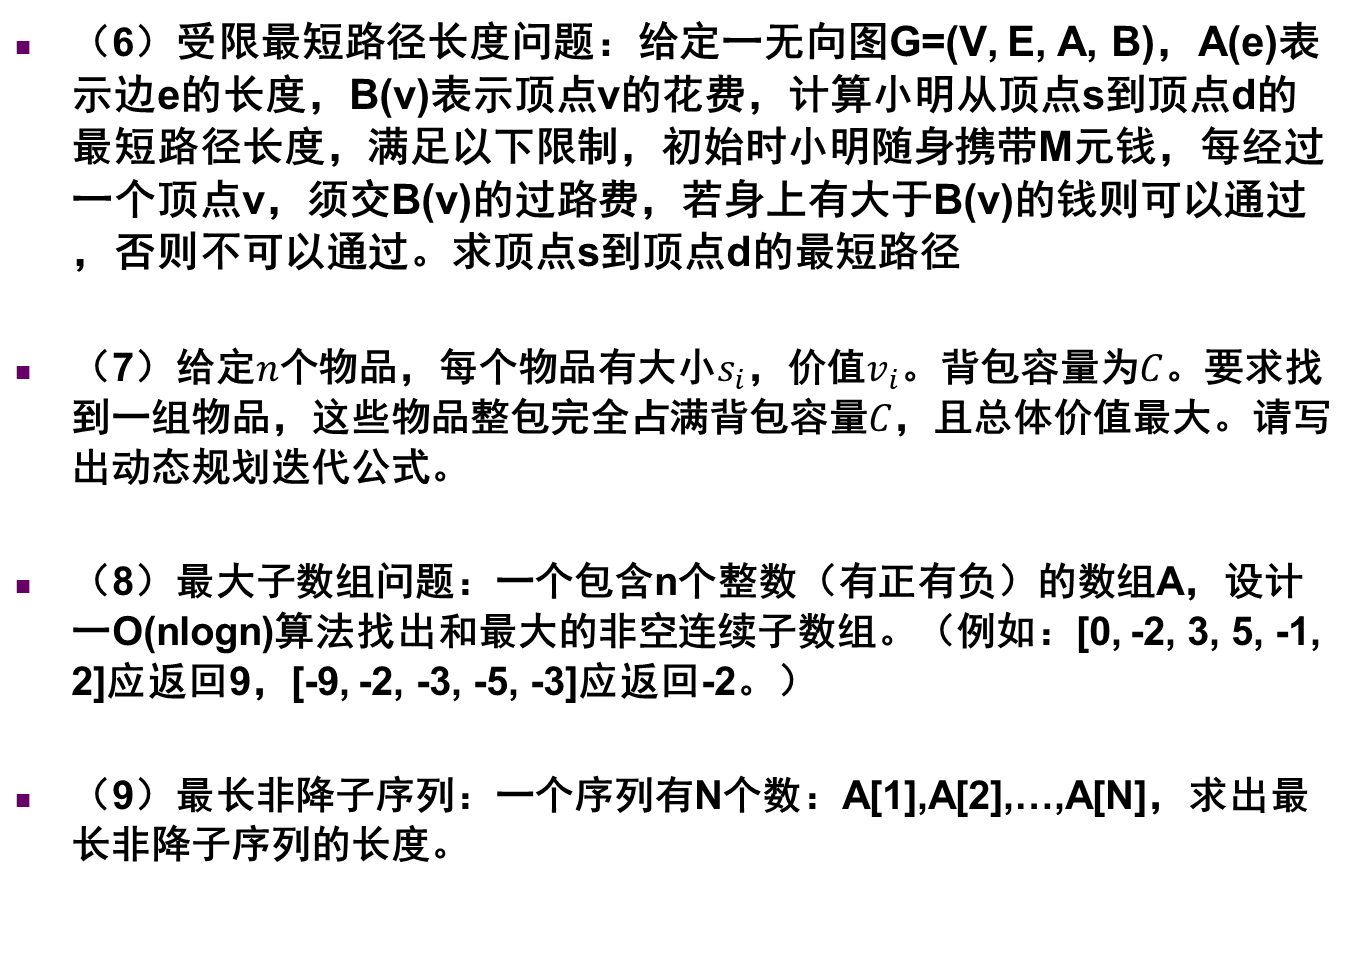 （6）受限最短路径长度问题：给定一无向图G=(V, E, A, B)，A(e)表
示边e的长度，B(v)表示顶点v的花费，计算小明从顶点s到顶点d的
最短路径长度，满足以下限制，初始时小明随身携带M元钱，每经过
一个顶点v，须交B(v)的过路费，若身上有大于B(v)的钱则可以通过
，否则不可以通过。求顶点s到顶点d的最短路径
（7）给定n个物品，每个物品有大小sᵢ，价值vᵢ。背包容量为C。要求找
到一组物品，这些物品整包完全占满背包容量C，且总体价值最大。请写
出动态规划迭代公式。
（8）最大子数组问题：一个包含n个整数（有正有负）的数组A，设计
一O(nlogn)算法找出和最大的非空连续子数组。（例如：[0, -2, 3, 5, -1,
2]应返回9，[-9, -2, -3, -5, -3]应返回-2。）
（9）最长非降子序列：一个序列有N个数：A[1],A[2],…,A[N]，求出最
长非降子序列的长度。